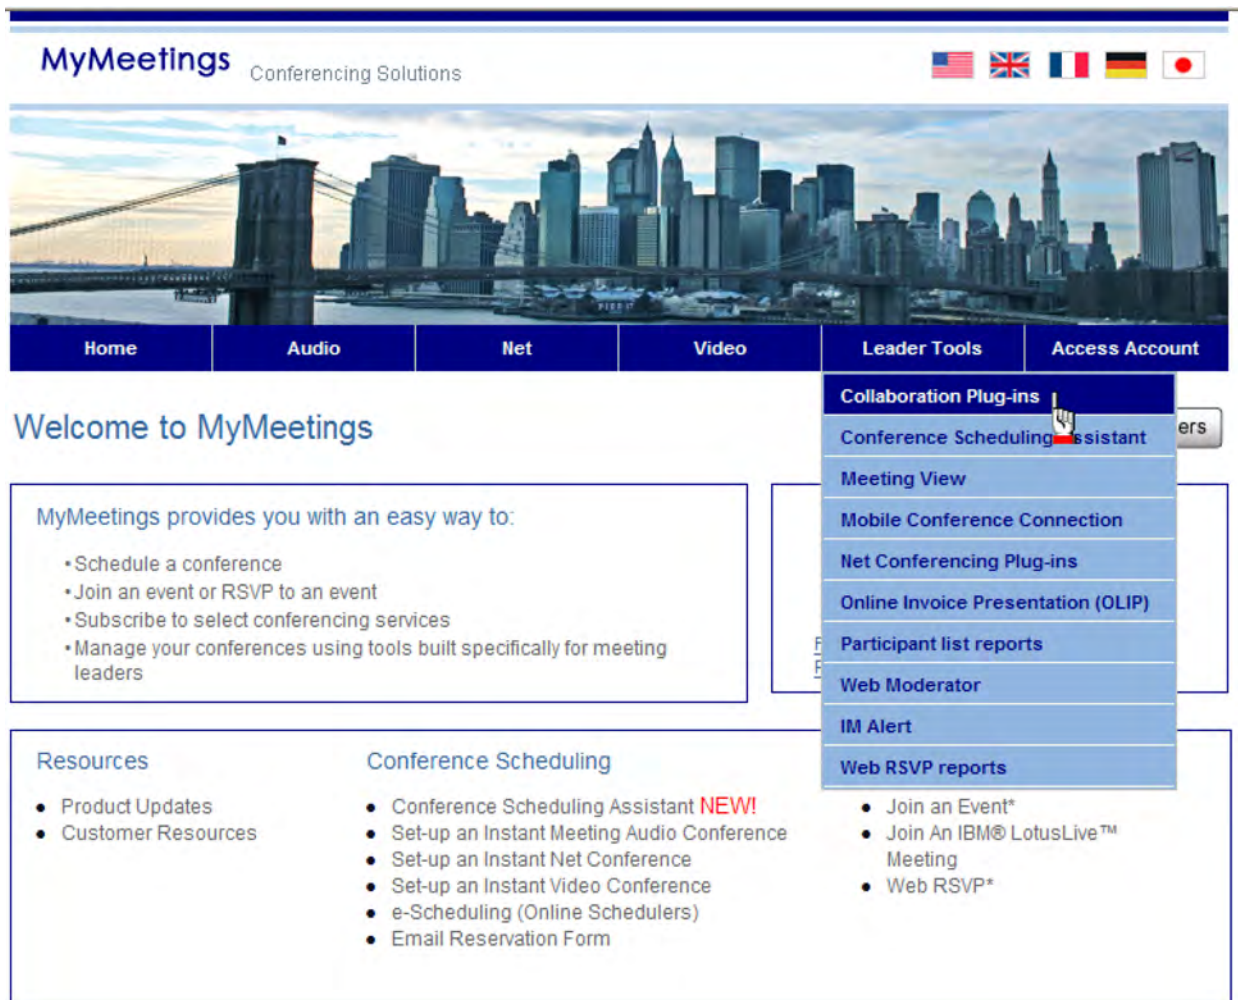 MyMeetings Conferencing Solutions
PIER 17
Home Audio Net Video Leader Tools Access Account
Collaboration Plug-ins
Conference Scheduling Assistant
Meeting View
Mobile Conference Connection
Net Conferencing Plug-ins
Online Invoice Presentation (OLIP)
Participant list reports
Web Moderator
IM Alert
Web RSVP reports
Welcome to MyMeetings
ers
MyMeetings provides you with an easy way to:
• Schedule a conference
• Join an event or RSVP to an event
• Subscribe to select conferencing services
• Manage your conferences using tools built specifically for meeting
leaders
Resources
• Product Updates
• Customer Resources
Conference Scheduling
• Conference Scheduling Assistant NEW!
• Set-up an Instant Meeting Audio Conference
• Set-up an Instant Net Conference
• Set-up an Instant Video Conference
• e-Scheduling (Online Schedulers)
• Email Reservation Form
• Join an Event*
• Join An IBM® LotusLive™
Meeting
• Web RSVP*